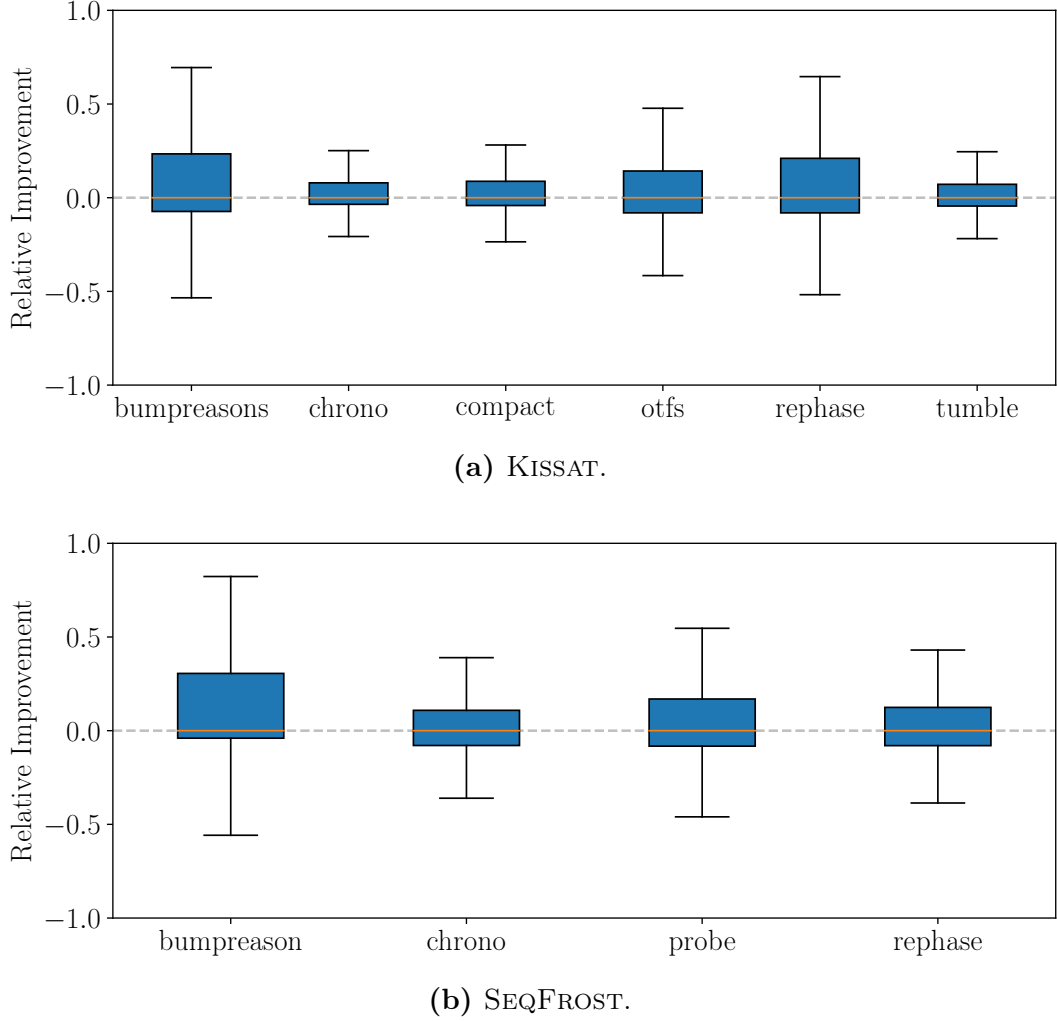 1.0
0.5
0.0
−0.5
−1.0
Relative Improvement
bumpreasons chrono compact otfs rephase tumble
(a) KISSAT.
1.0
0.5
0.0
−0.5
−1.0
Relative Improvement
bumpreason chrono probe rephase
(b) SEQFROST.